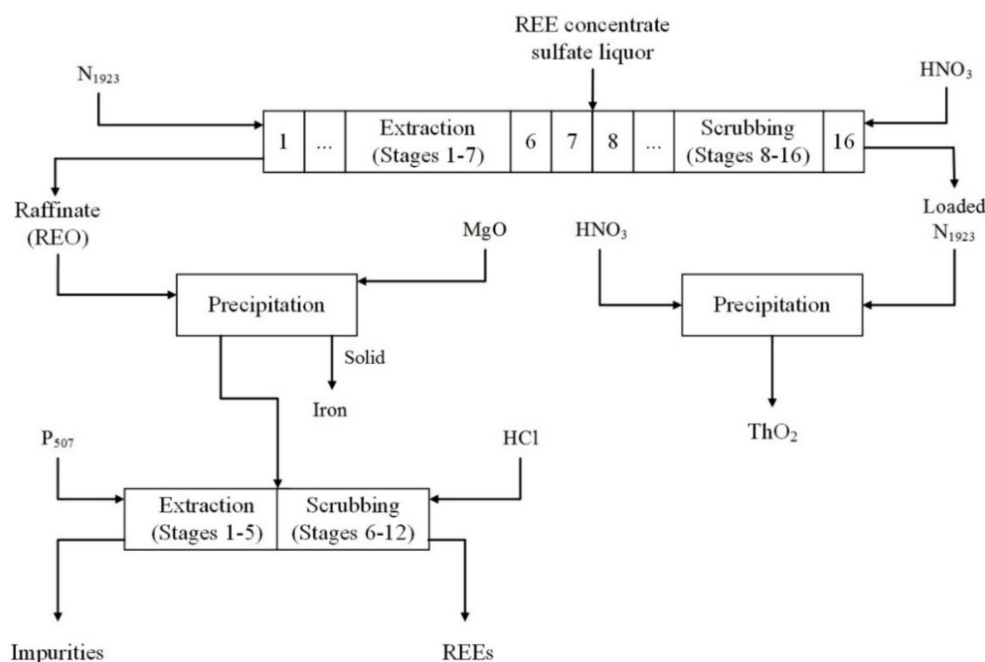 REE concentrate
sulfate liquor
N₁₉₂₃
HNO₃
1
...
Extraction
(Stages 1-7)
6
7
8
...
Scrubbing
(Stages 8-16)
16
Raffinate
(REO)
MgO
HNO₃
Loaded
N₁₉₂₃
Precipitation
Precipitation
Solid
Iron
ThO₂
P₅₀₇
HCl
Extraction
(Stages 1-5)
Scrubbing
(Stages 6-12)
Impurities
REEs